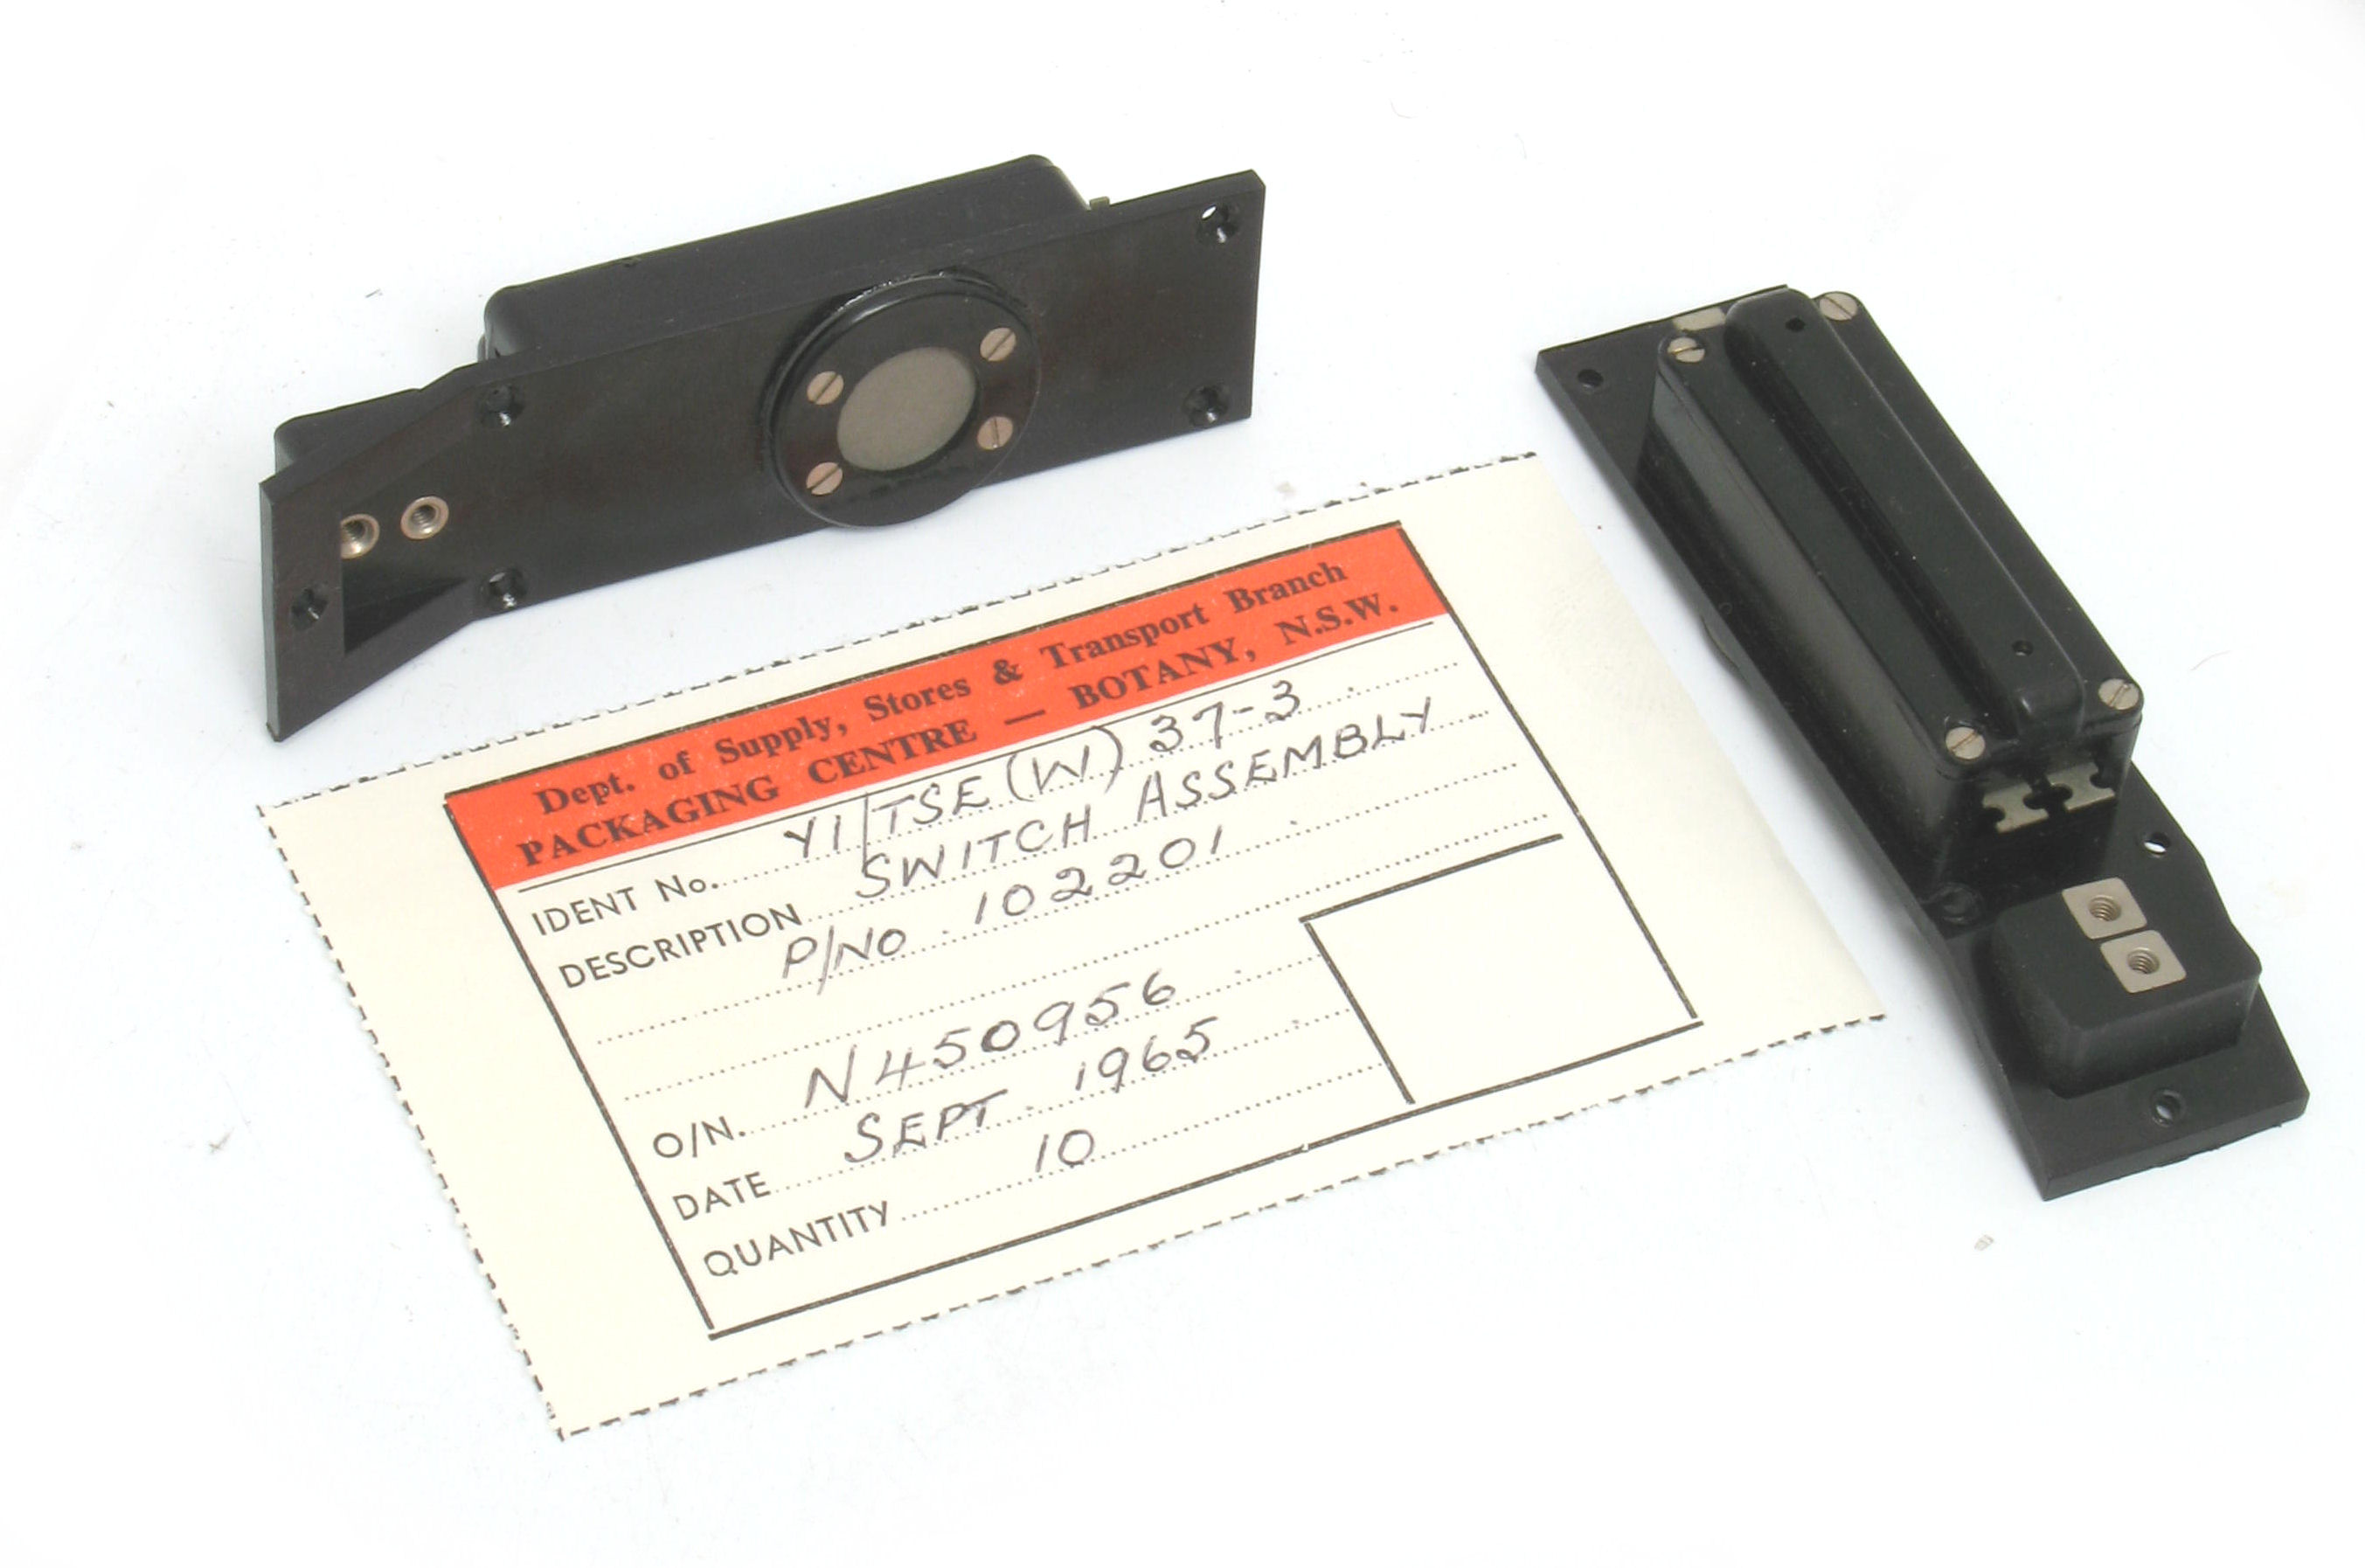 Dept. of Supply, Stores & Transport Branch
PACKAGING CENTRE — BOTANY, N.S.W.
IDENT No. Y1/TSE(W) 37-3
DESCRIPTION SWITCH ASSEMBLY
P/No 102201
O/N. N450956
DATE SEPT. 1965
QUANTITY 10